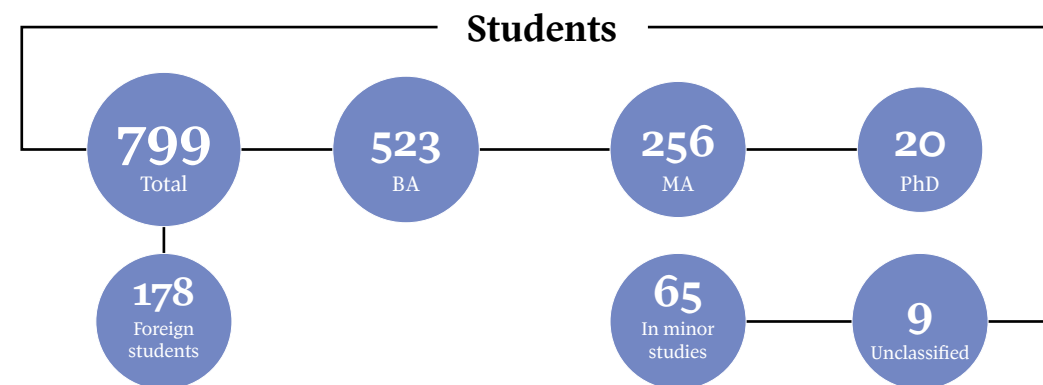 Students
799
Total
523
BA
256
MA
20
PhD
178
Foreign
students
65
In minor
studies
9
Unclassified